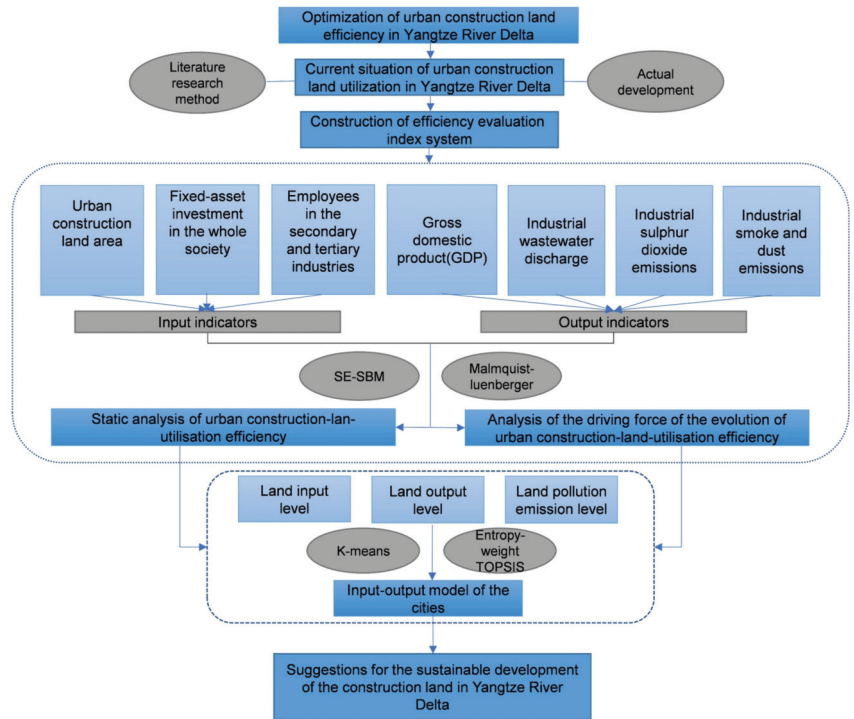 Optimization of urban construction land
efficiency in Yangtze River Delta
Literature
research
method
Current situation of urban construction
land utilization in Yangtze River Delta
Actual
development
Construction of efficiency evaluation
index system
Urban
construction
land area
Fixed-asset
investment
in the whole
society
Employees
in the
secondary
and tertiary
industries
Gross
domestic
product(GDP)
Industrial
wastewater
discharge
Industrial
sulphur
dioxide
emissions
Industrial
smoke and
dust
emissions
Input indicators
Output indicators
SE-SBM
Malmquist-
luenberger
Static analysis of urban construction-lan-
utilisation efficiency
Analysis of the driving force of the evolution of
urban construction-land-utilisation efficiency
Land input
level
Land output
level
Land pollution
emission level
K-means
Entropy-
weight
TOPSIS
Input-output model of the
cities
Suggestions for the sustainable development
of the construction land in Yangtze River
Delta